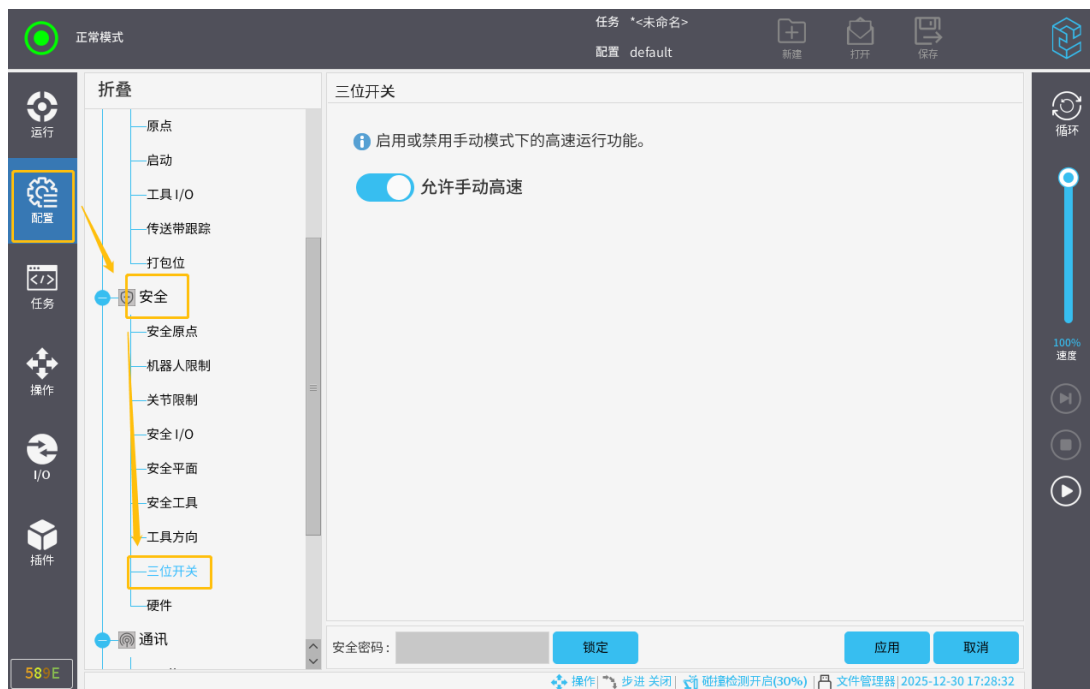 正常模式
任务 *<未命名>
配置 default
新建
打开
保存
运行
配置
任务
操作
I/O
插件
589E
折叠
原点
启动
工具 I/O
传送带跟踪
打包位
安全
安全原点
机器人限制
关节限制
安全 I/O
安全平面
安全工具
工具方向
三位开关
硬件
通讯
三位开关
启用或禁用手动模式下的高速运行功能。
允许手动高速
安全密码:
锁定
应用
取消
循环
100%
速度
操作| 步进 关闭| 碰撞检测开启(30%) | 文件管理器| 2025-12-30 17:28:32